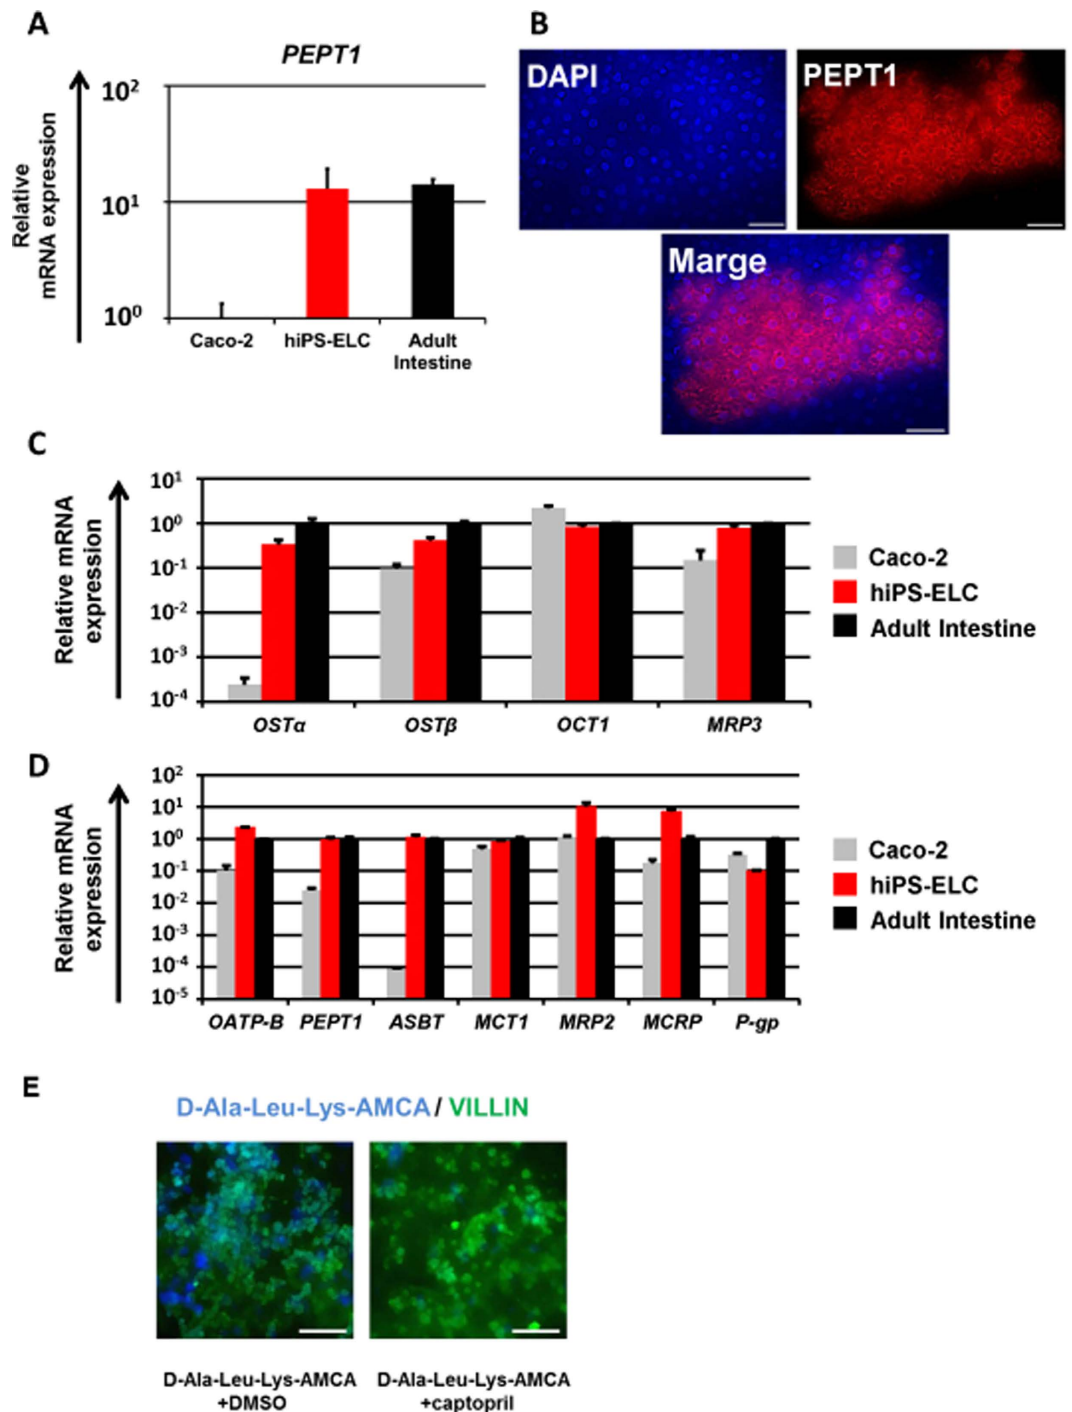 A
PEPT1
Relative
mRNA expression
10²
10¹
10⁰
Caco-2
hiPS-ELC
Adult
Intestine
B
DAPI
PEPT1
Marge
C
Relative mRNA
expression
10¹
10⁰
10⁻¹
10⁻²
10⁻³
10⁻⁴
OSTα
OSTβ
OCT1
MRP3
Caco-2
hiPS-ELC
Adult Intestine
D
Relative mRNA
expression
10²
10¹
10⁰
10⁻¹
10⁻²
10⁻³
10⁻⁴
10⁻⁵
OATP-B
PEPT1
ASBT
MCT1
MRP2
MCRP
P-gp
Caco-2
hiPS-ELC
Adult Intestine
E
D-Ala-Leu-Lys-AMCA / VILLIN
D-Ala-Leu-Lys-AMCA
+DMSO
D-Ala-Leu-Lys-AMCA
+captopril